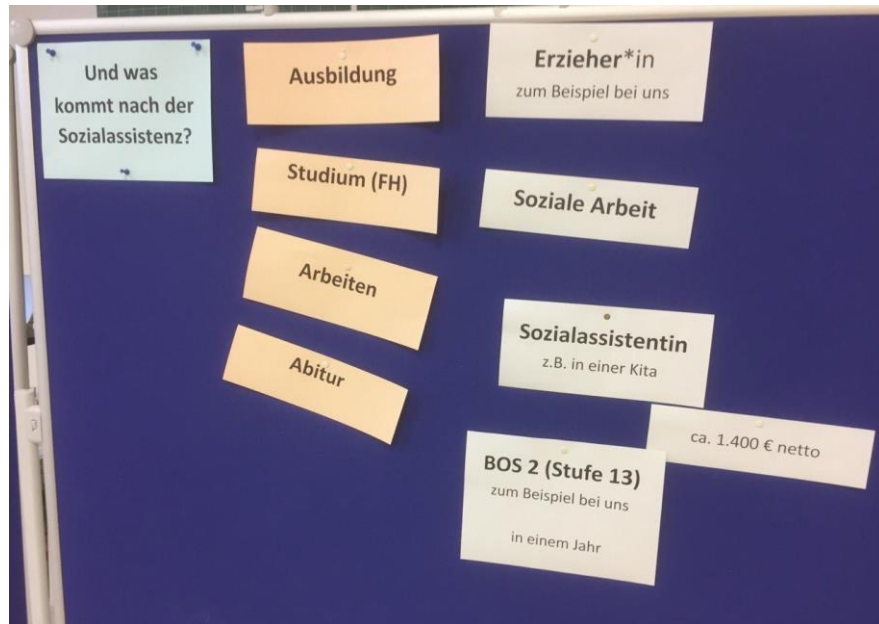 Und was
kommt nach der
Sozialassistenz?
Ausbildung
Erzieher*in
zum Beispiel bei uns
Studium (FH)
Soziale Arbeit
Arbeiten
Sozialassistentin
z.B. in einer Kita
ca. 1.400 € netto
Abitur
BOS 2 (Stufe 13)
zum Beispiel bei uns
in einem Jahr